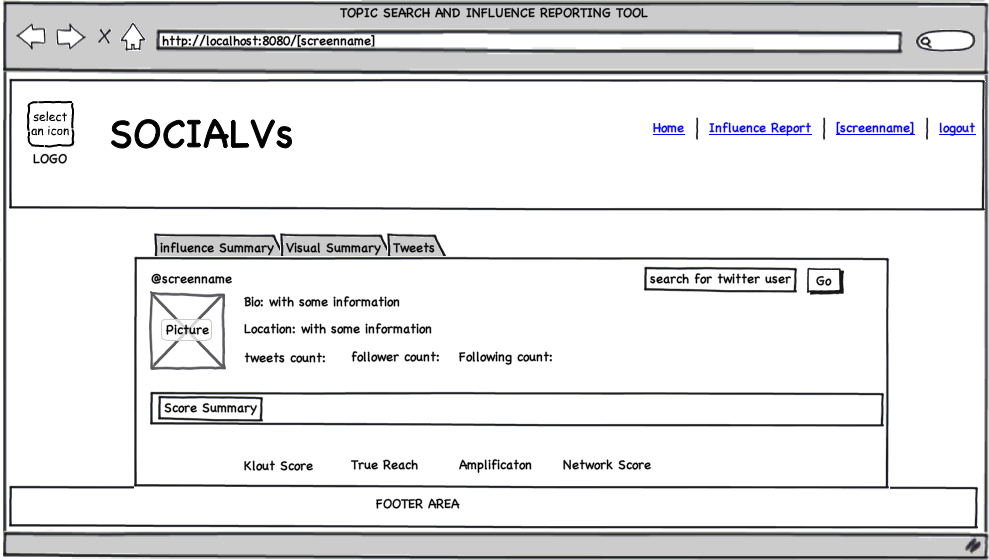 TOPIC SEARCH AND INFLUENCE REPORTING TOOL
http://localhost:8080/[screenname]
select
an icon
LOGO
SOCIALVs
Home | Influence Report | [screenname] | logout
influence Summary Visual Summary Tweets
@screenname
search for twitter user Go
Picture
Bio: with some information
Location: with some information
tweets count: follower count: Following count:
Score Summary
Klout Score True Reach Amplificaton Network Score
FOOTER AREA